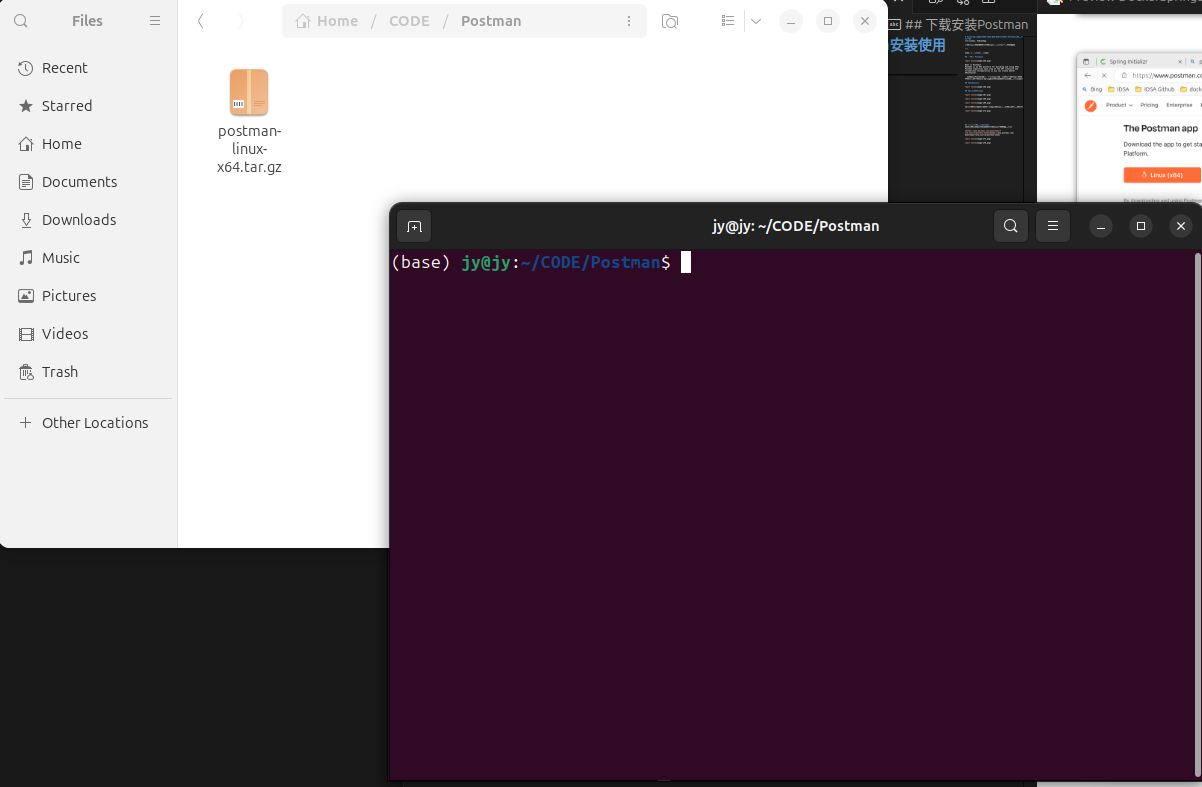 Files
Home / CODE / Postman
Recent
Starred
Home
Documents
Downloads
Music
Pictures
Videos
Trash
Other Locations
postman-
linux-
x64.tar.gz
## 下载安装Postman
安装使用
Spring Initializr
https://www.postman.co
Bing
IDSA
IDSA Github
Product
Pricing
Enterprise
The Postman app
Download the app to get sta
Platform.
Linux (x64)
jy@jy: ~/CODE/Postman
(base) jy@jy:~/CODE/Postman$